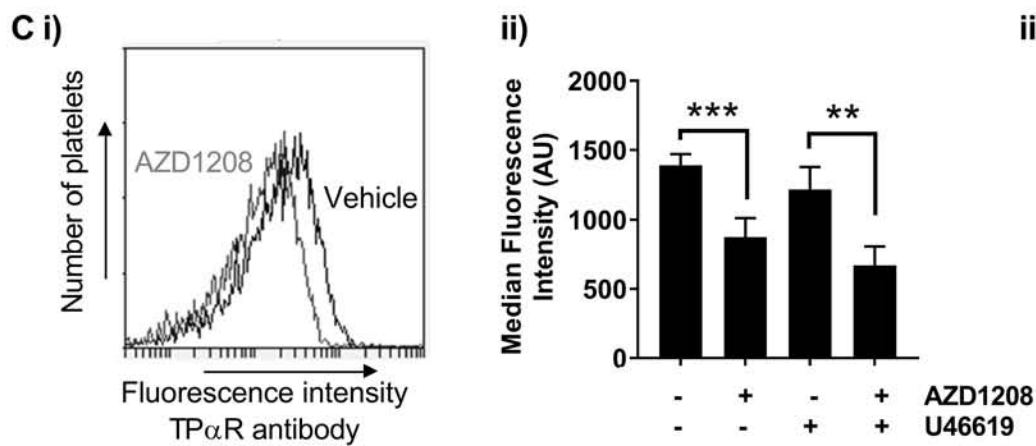 C i)
Number of platelets
AZD1208
Vehicle
Fluorescence intensity
TPαR antibody
ii)
Median Fluorescence
Intensity (AU)
2000
1500
1000
500
0
***
**
- + - + AZD1208
- - + + U46619
ii